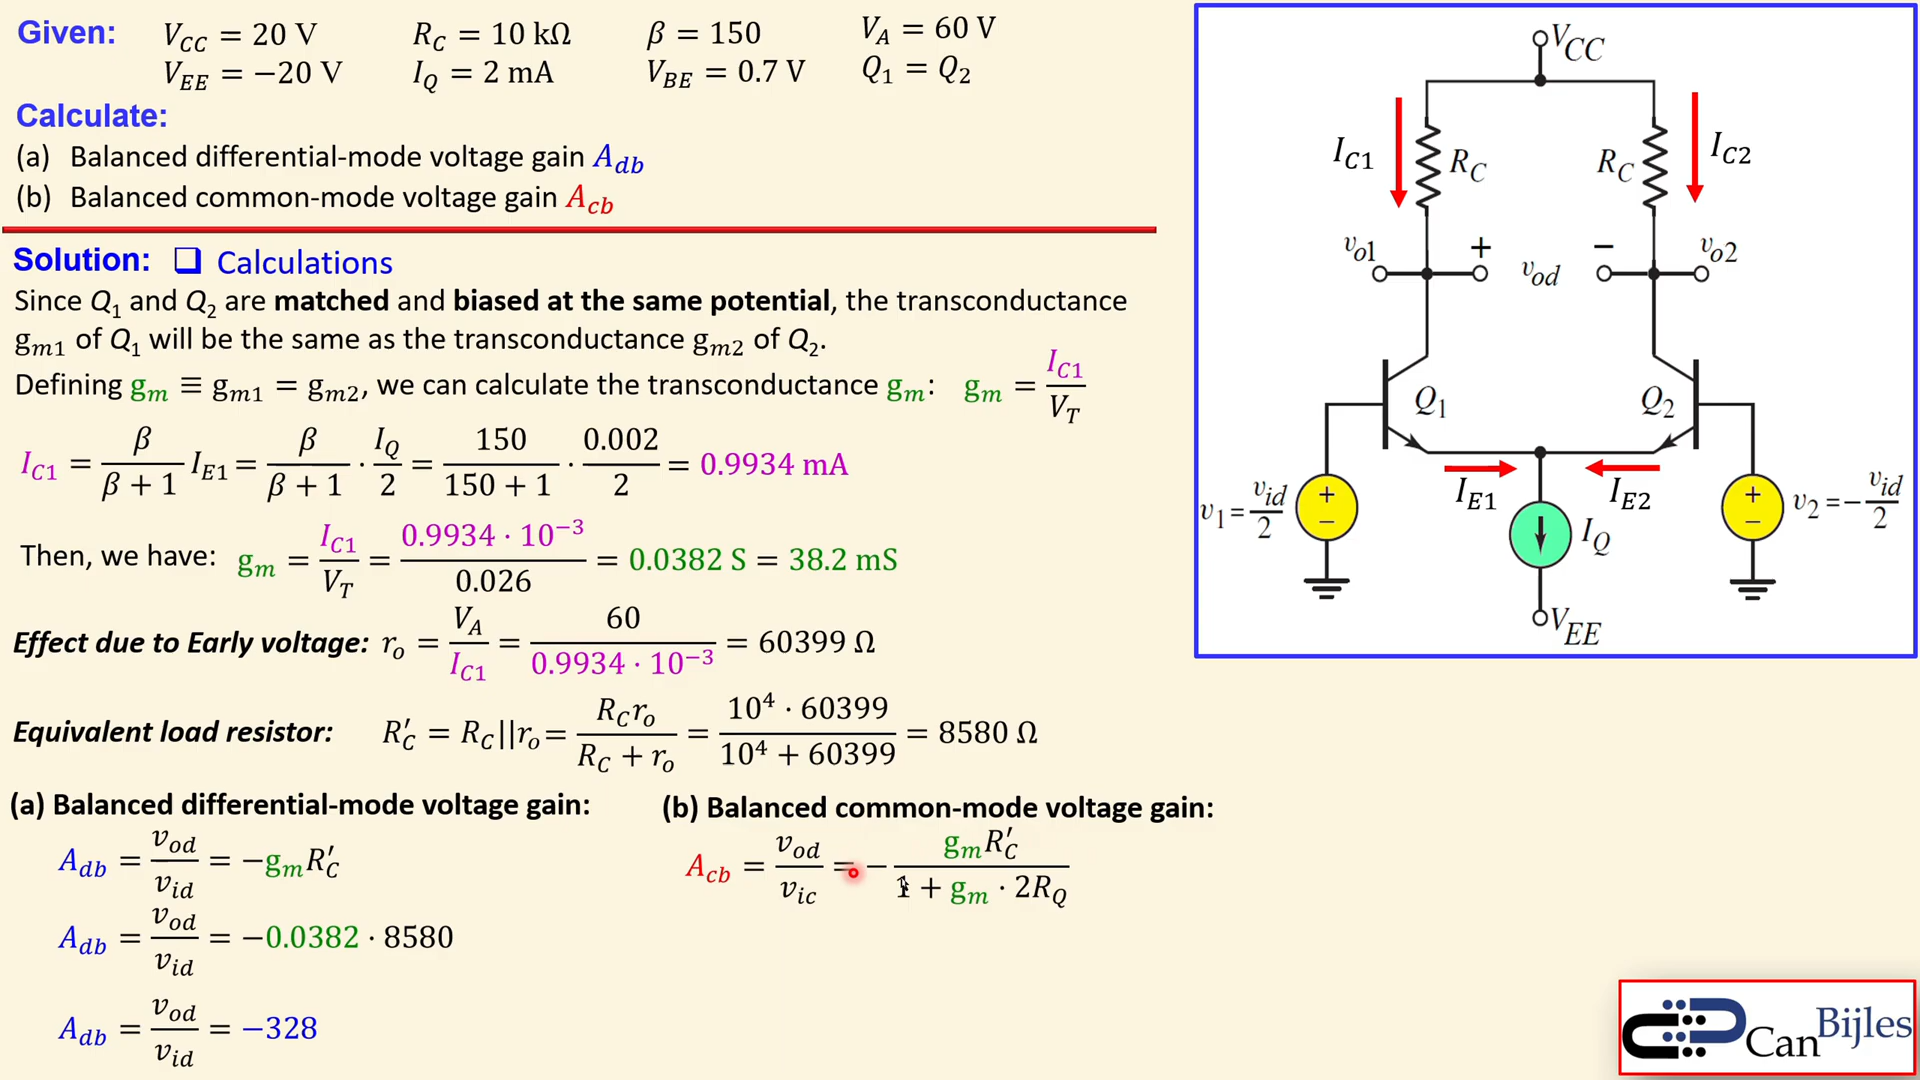 Given: V_CC = 20 V R_C = 10 kΩ β = 150 V_A = 60 V
V_EE = −20 V I_Q = 2 mA V_BE = 0.7 V Q_1 = Q_2
Calculate:
(a) Balanced differential-mode voltage gain A_db
(b) Balanced common-mode voltage gain A_cb
Solution: ❑ Calculations
Since Q_1 and Q_2 are matched and biased at the same potential, the transconductance
g_m1 of Q_1 will be the same as the transconductance g_m2 of Q_2.
Defining g_m ≡ g_m1 = g_m2, we can calculate the transconductance g_m: g_m = I_C1 / V_T
I_C1 = β / (β + 1) I_E1 = β / (β + 1) · I_Q / 2 = 150 / (150 + 1) · 0.002 / 2 = 0.9934 mA
Then, we have: g_m = I_C1 / V_T = 0.9934 · 10^−3 / 0.026 = 0.0382 S = 38.2 mS
Effect due to Early voltage: r_o = V_A / I_C1 = 60 / 0.9934 · 10^−3 = 60399 Ω
Equivalent load resistor: R′_C = R_C||r_o = R_C r_o / (R_C + r_o) = 10^4 · 60399 / (10^4 + 60399) = 8580 Ω
(a) Balanced differential-mode voltage gain:
A_db = v_od / v_id = −g_m R′_C
A_db = v_od / v_id = −0.0382 · 8580
A_db = v_od / v_id = −328
(b) Balanced common-mode voltage gain:
A_cb = v_od / v_ic = − g_m R′_C / (1 + g_m · 2R_Q)
V_CC
I_C1 R_C R_C I_C2
v_o1 + v_od − v_o2
Q_1 Q_2
I_E1 I_E2
v_1 = v_id / 2 + − I_Q + − v_2 = − v_id / 2
V_EE
Can Bijles